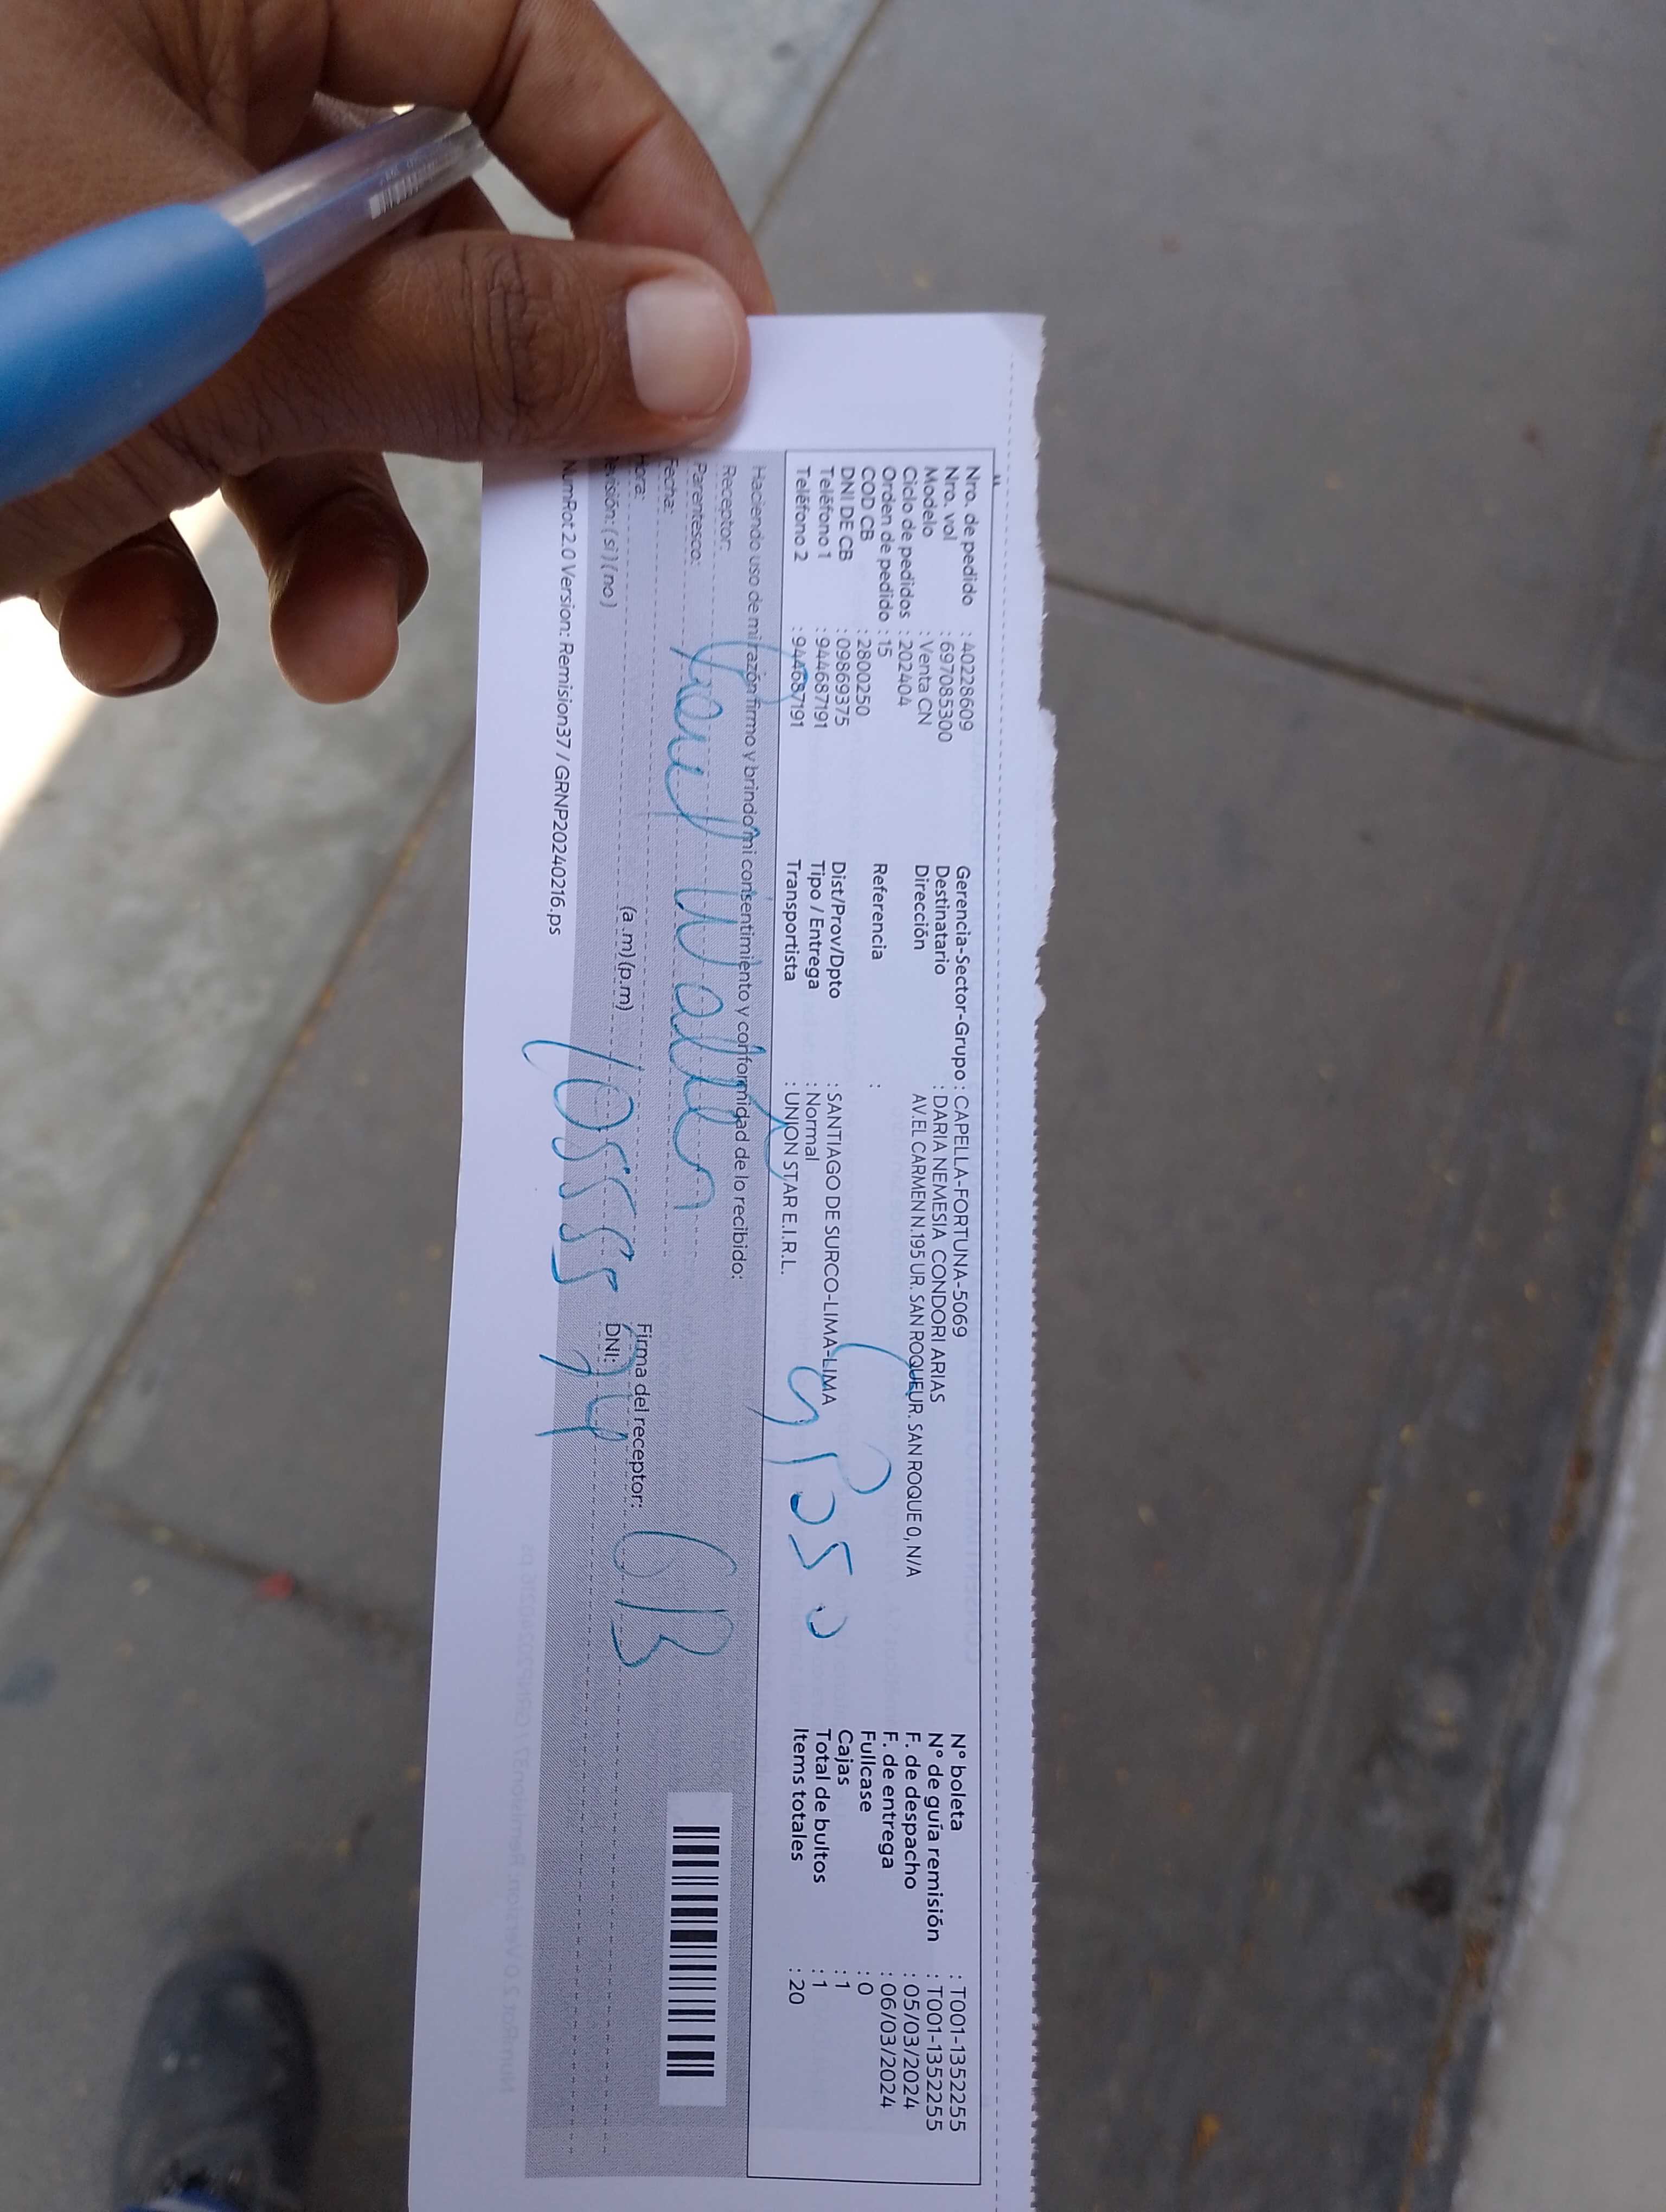 Nro. de pedido : 40228609
Nro. vol : 697085300
Modelo : Venta CN
Ciclo de pedidos : 202404
Orden de pedido : 15
COD CB : 2800250
DNI DE CB : 09869375
Teléfono 1 : 944687191
Teléfono 2 : 944687191
Gerencia-Sector-Grupo : CAPELLA-FORTUNA-5069
Destinatario : DARIA NEMESIA CONDORI ARIAS
Dirección AV.EL CARMEN N.195 UR. SAN ROQUEUR. SAN ROQUE 0, N/A
Referencia :
Dist/Prov/Dpto : SANTIAGO DE SURCO-LIMA-LIMA
Tipo / Entrega : Normal
Transportista : UNION STAR E.I.R.L.
N° boleta : T001-1352255
N° de guía remisión : T001-1352255
F. de despacho : 05/03/2024
F. de entrega : 06/03/2024
Fullcase : 0
Cajas : 1
Total de bultos : 1
Items totales : 20
Haciendo uso de mi razón firmo y brindo mi consentimiento y conformidad de lo recibido:
Receptor:
Parentesco:
Fecha:
Hora: (a.m) (p.m)
evisión: ( si ) ( no )
Firma del receptor:
DNI:
NumRot 2.0 Version: Remision37 / GRNP20240216.ps